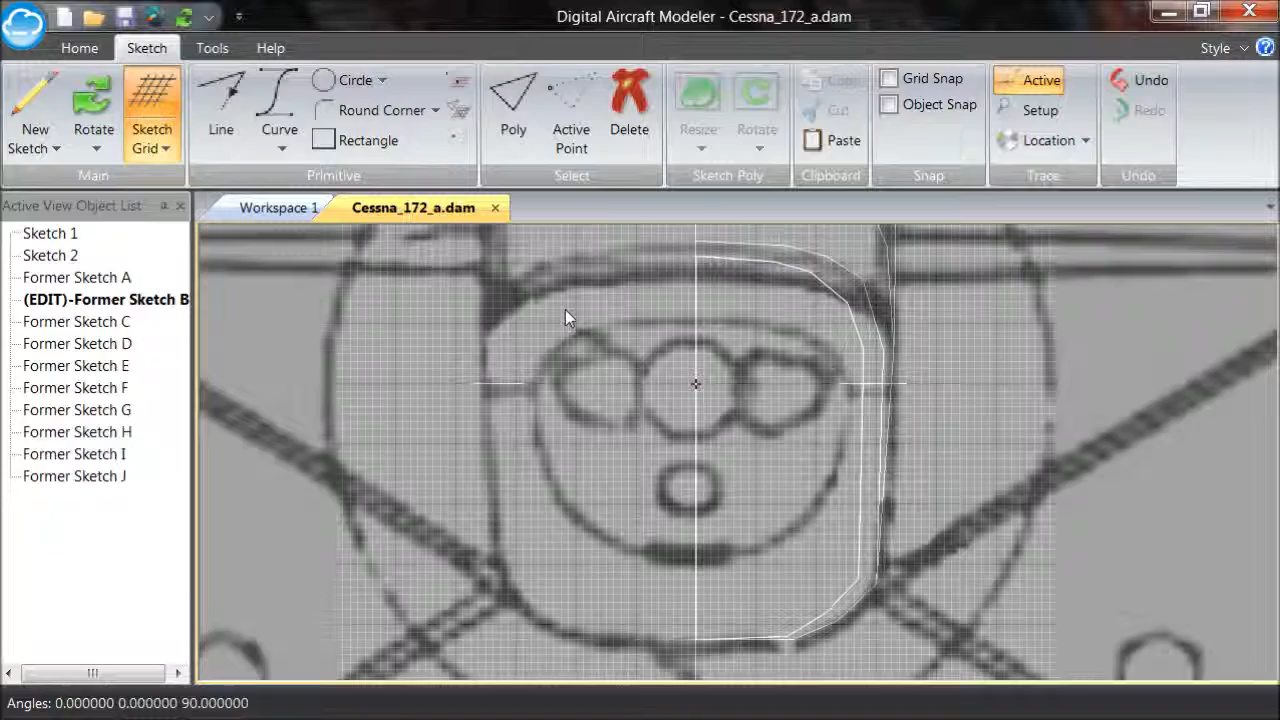 Digital Aircraft Modeler - Cessna_172_a.dam
Home Sketch Tools Help Style
New Sketch Rotate Sketch Grid Line Curve Circle Round Corner Rectangle Poly Active Point Delete Resize Rotate Copy Cut Paste Grid Snap Object Snap Active Setup Location Undo Redo
Main Primitive Select Sketch Poly Clipboard Snap Trace Undo
Active View Object List Workspace 1 Cessna_172_a.dam
Sketch 1
Sketch 2
Former Sketch A
(EDIT)-Former Sketch B
Former Sketch C
Former Sketch D
Former Sketch E
Former Sketch F
Former Sketch G
Former Sketch H
Former Sketch I
Former Sketch J
Angles: 0.000000 0.000000 90.000000